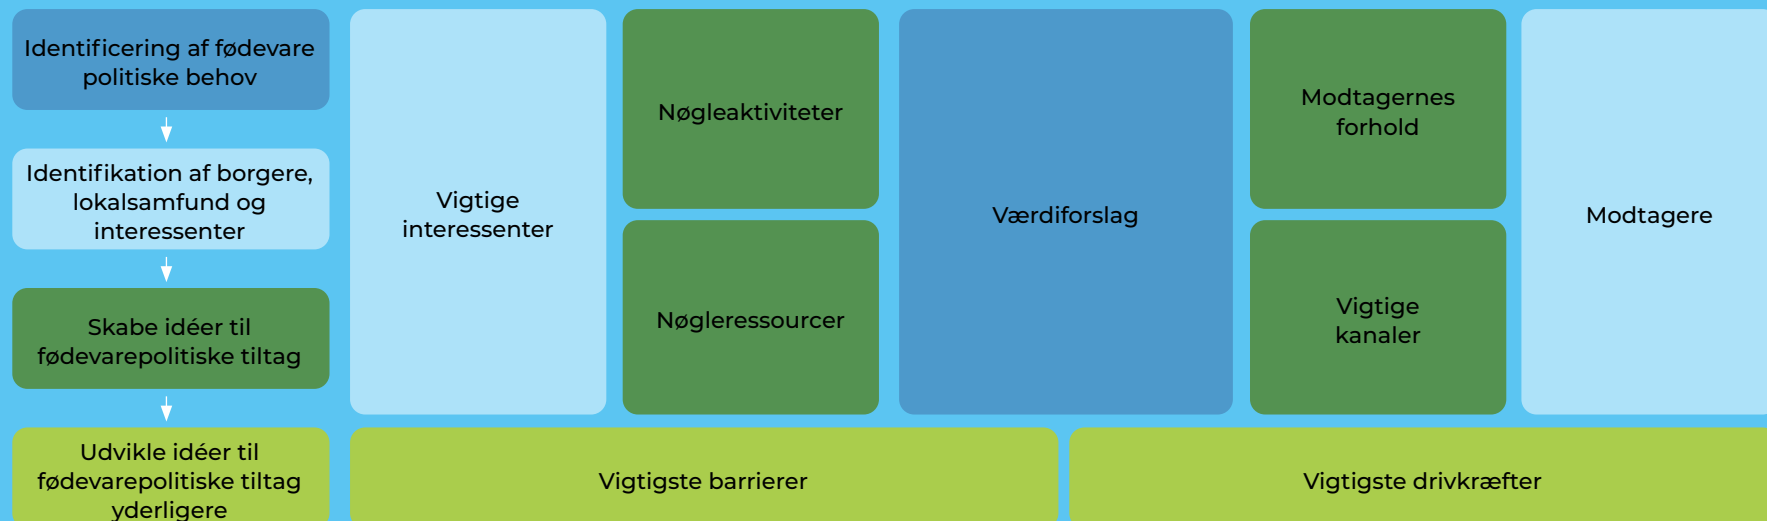 Identificering af fødevare
politiske behov
Identifikation af borgere,
lokalsamfund og
interessenter
Skabe idéer til
fødevarepolitiske tiltag
Udvikle idéer til
fødevarepolitiske tiltag
yderligere
Vigtige
interessenter
Nøgleaktiviteter
Nøgleressourcer
Værdiforslag
Modtagernes
forhold
Vigtige
kanaler
Modtagere
Vigtigste barrierer
Vigtigste drivkræfter